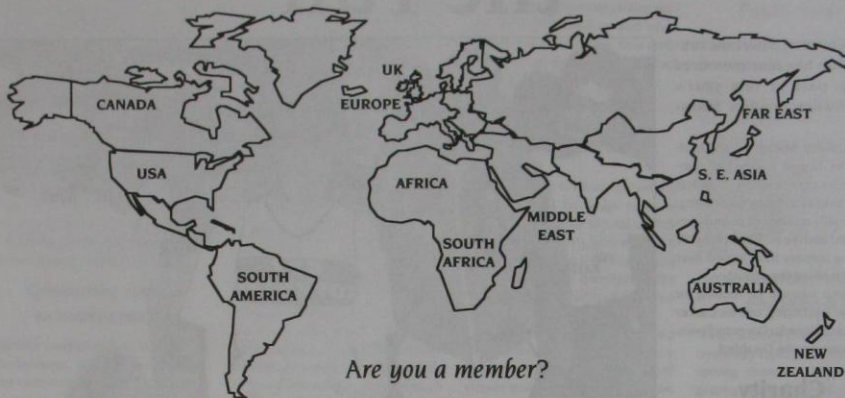 UK
CANADA
EUROPE
FAR EAST
USA
AFRICA
S. E. ASIA
MIDDLE
EAST
SOUTH
AFRICA
SOUTH
AMERICA
AUSTRALIA
NEW
ZEALAND
Are you a member?
Charity.